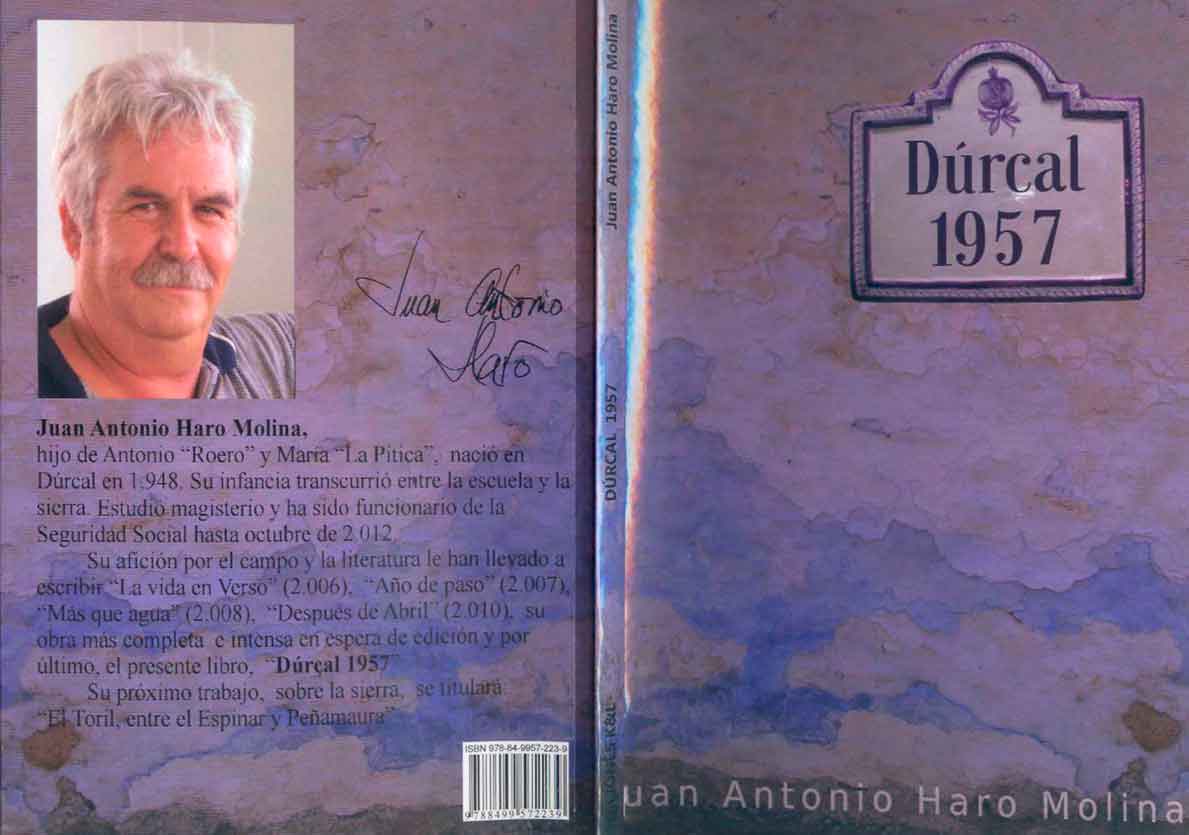 Juan Antonio
Haro
Juan Antonio Haro Molina,
hijo de Antonio “Roero” y María “La Pitica”, nació en
Dúrcal en 1.948. Su infancia transcurrió entre la escuela y la
sierra. Estudió magisterio y ha sido funcionario de la
Seguridad Social hasta octubre de 2.012.
Su afición por el campo y la literatura le han llevado a
escribir “La vida en Verso” (2.006), “Año de paso” (2.007),
“Más que agua” (2.008), “Después de Abril” (2.010), su
obra más completa e intensa en espera de edición y por
último, el presente libro, “Dúrcal 1957”
Su próximo trabajo, sobre la sierra, se titulará:
“El Toril, entre el Espinar y Peñamaura”
ISBN 978-84-9957-223-9
9788499572239
Juan Antonio Haro Molina
DÚRCAL 1957
K&L
Dúrcal
1957
uan Antonio Haro Molina